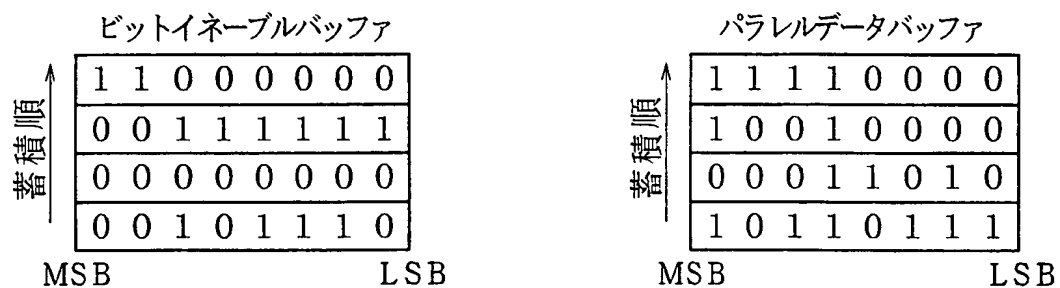 ビットイネーブルバッファ
蓄積順
1 1 0 0 0 0 0 0
0 0 1 1 1 1 1 1
0 0 0 0 0 0 0 0
0 0 1 0 1 1 1 0
MSB LSB
パラレルデータバッファ
蓄積順
1 1 1 1 0 0 0 0
1 0 0 1 0 0 0 0
0 0 0 1 1 0 1 0
1 0 1 1 0 1 1 1
MSB LSB